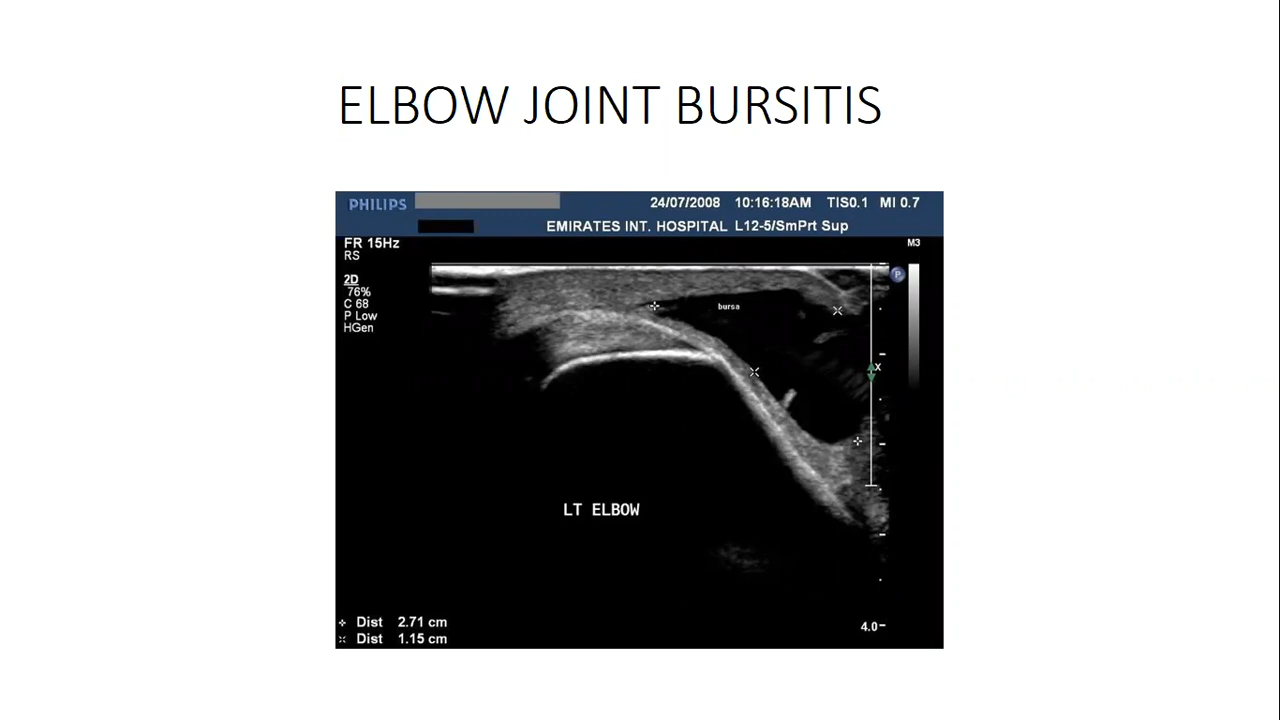 ELBOW JOINT BURSITIS
PHILIPS 24/07/2008 10:16:18AM TIS0.1 MI 0.7
EMIRATES INT. HOSPITAL L12-5/SmPrt Sup
FR 15Hz
RS
M3
P
2D
76%
C 68
P Low
HGen
bursa
X
LT ELBOW
Dist 2.71 cm
Dist 1.15 cm
4.0